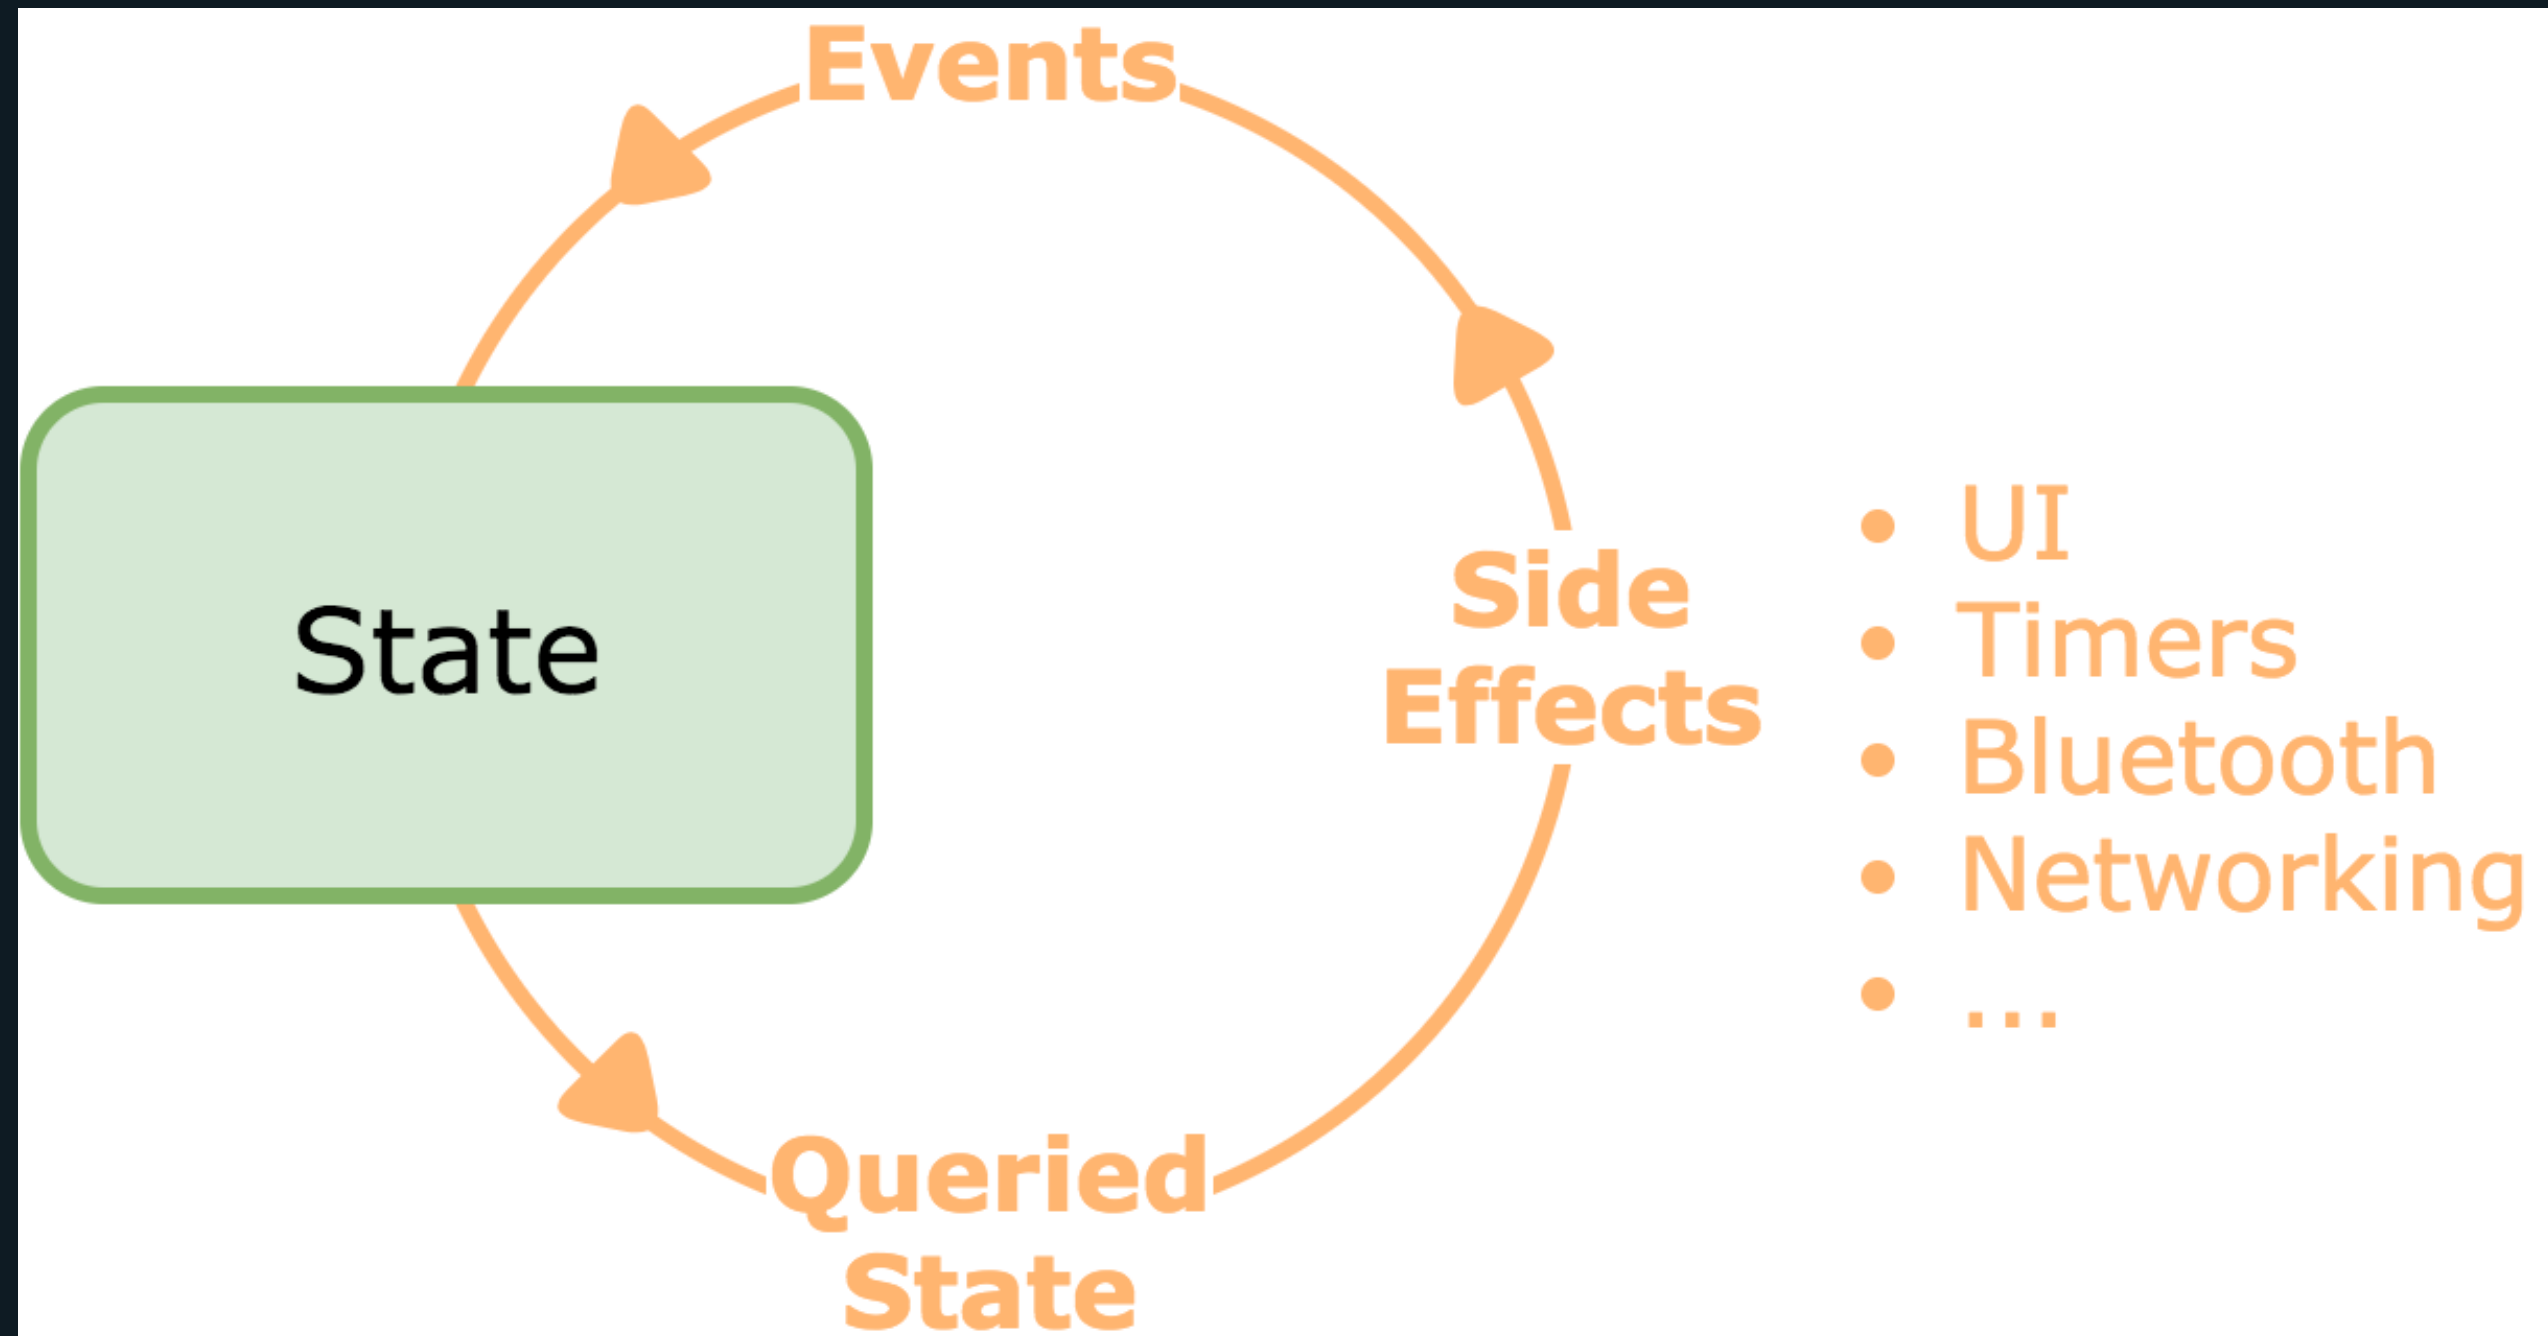 Events
State
Side
Effects
• UI
• Timers
• Bluetooth
• Networking
• ...
Queried
State